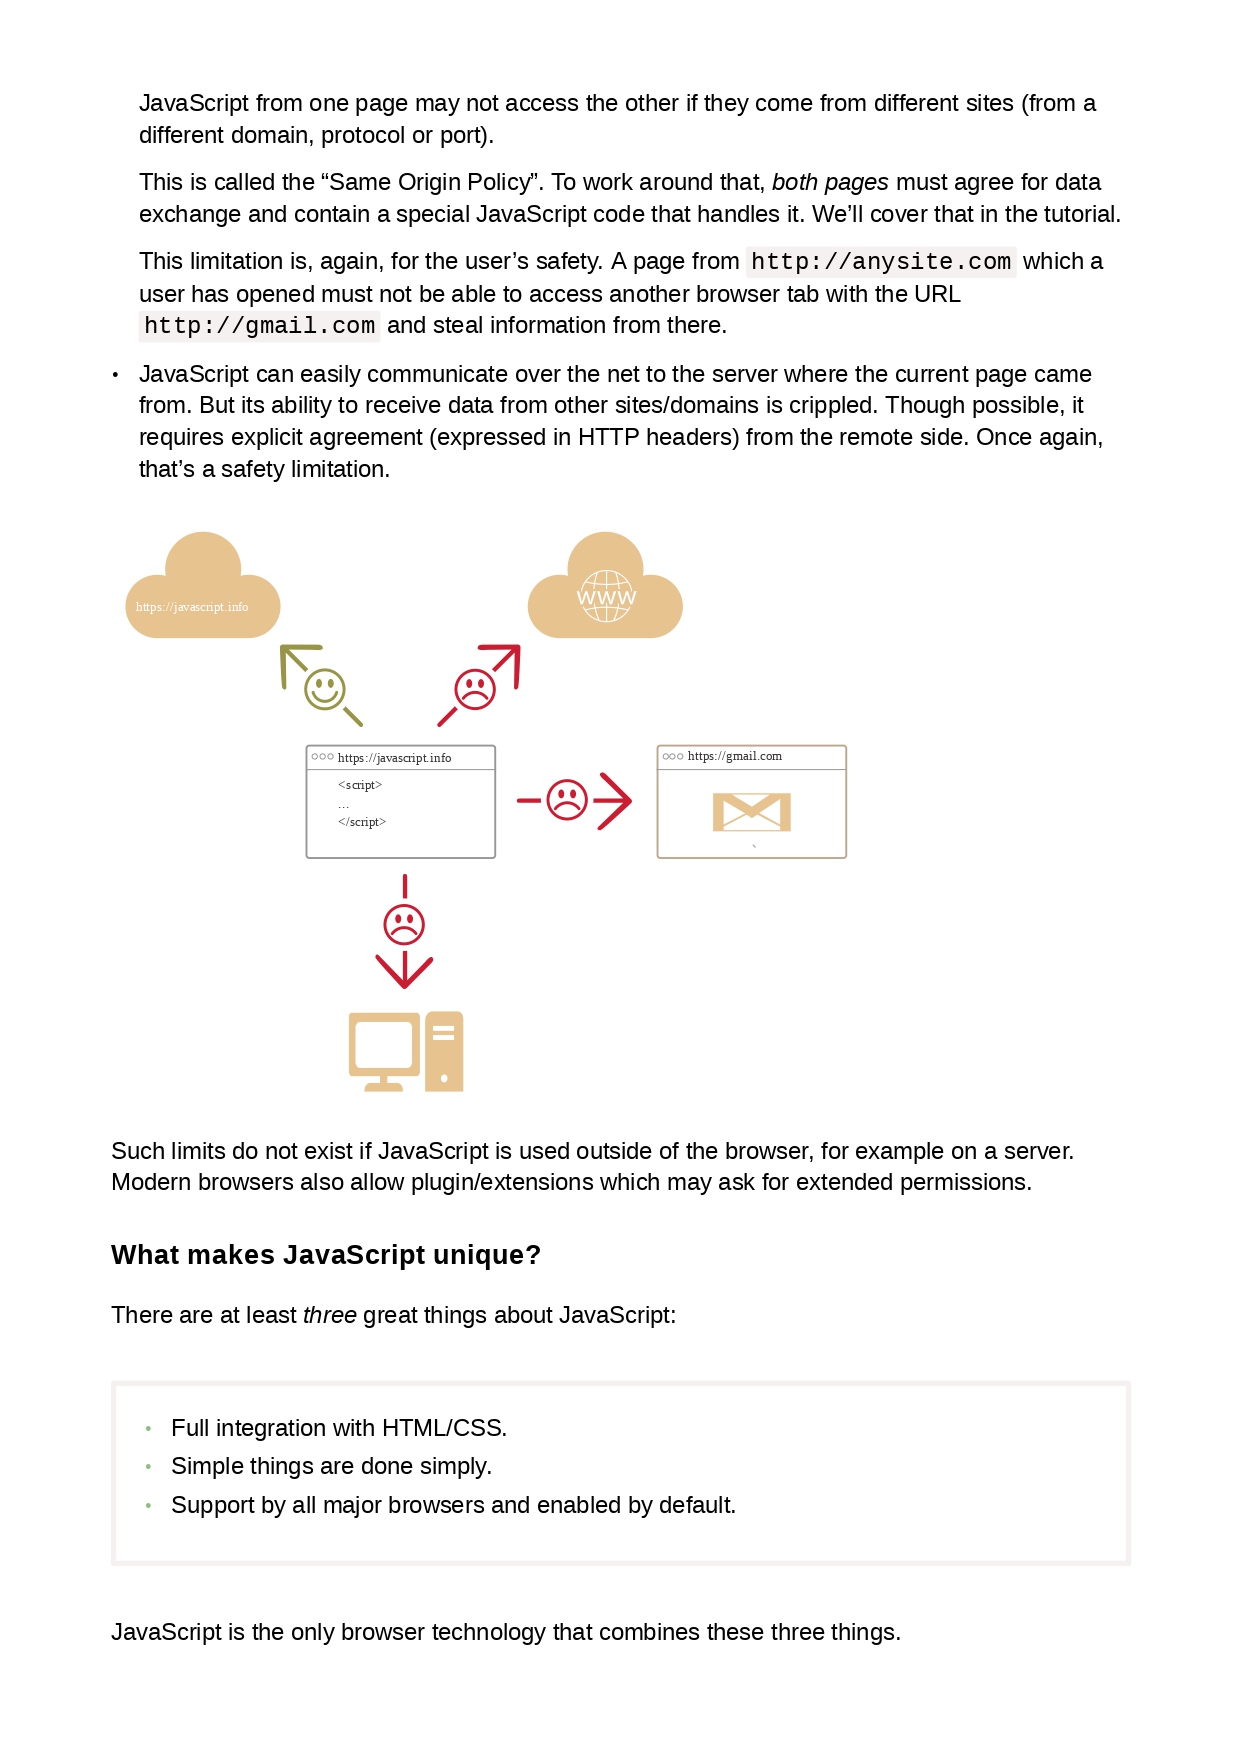 JavaScript from one page may not access the other if they come from different sites (from a
different domain, protocol or port).
This is called the “Same Origin Policy”. To work around that, both pages must agree for data
exchange and contain a special JavaScript code that handles it. We’ll cover that in the tutorial.
This limitation is, again, for the user’s safety. A page from http://anysite.com which a
user has opened must not be able to access another browser tab with the URL
http://gmail.com and steal information from there.
• JavaScript can easily communicate over the net to the server where the current page came
from. But its ability to receive data from other sites/domains is crippled. Though possible, it
requires explicit agreement (expressed in HTTP headers) from the remote side. Once again,
that’s a safety limitation.
https://javascript.info
WWW
https://javascript.info
<script>
...
</script>
https://gmail.com
`
Such limits do not exist if JavaScript is used outside of the browser, for example on a server.
Modern browsers also allow plugin/extensions which may ask for extended permissions.
What makes JavaScript unique?
There are at least three great things about JavaScript:
• Full integration with HTML/CSS.
• Simple things are done simply.
• Support by all major browsers and enabled by default.
JavaScript is the only browser technology that combines these three things.